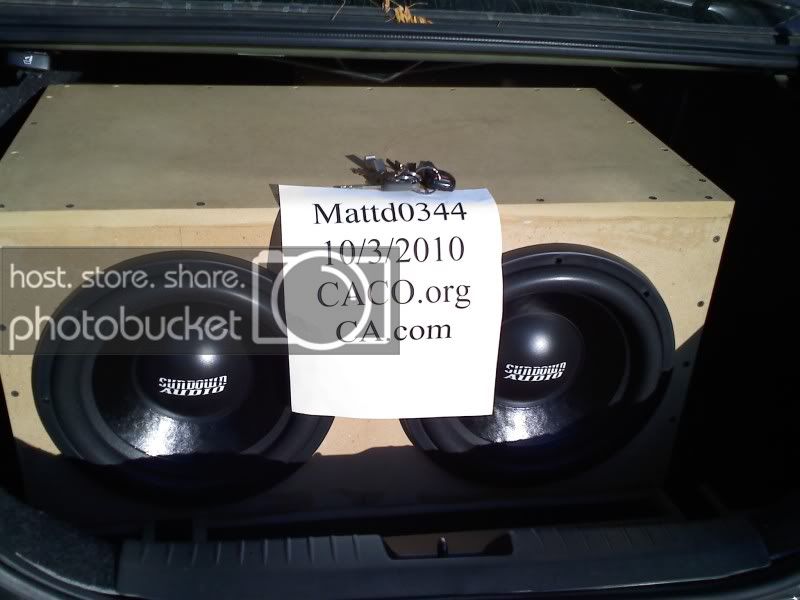 Mattd0344
10/3/2010
CACO.org
CA.com
host. store. share.
photobucket
SUNDOWN
AUDIO
SUNDOWN
AUDIO